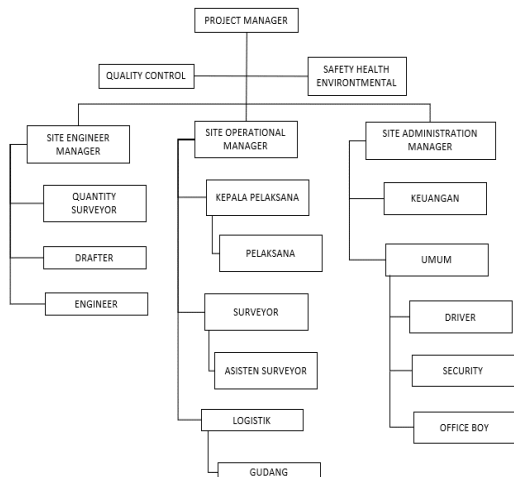 PROJECT MANAGER
QUALITY CONTROL
SAFETY HEALTH
ENVIRONTMENTAL
SITE ENGINEER
MANAGER
SITE OPERATIONAL
MANAGER
SITE ADMINISTRATION
MANAGER
QUANTITY
SURVEYOR
DRAFTER
ENGINEER
KEPALA PELAKSANA
PELAKSANA
SURVEYOR
ASISTEN SURVEYOR
LOGISTIK
GUDANG
KEUANGAN
UMUM
DRIVER
SECURITY
OFFICE BOY